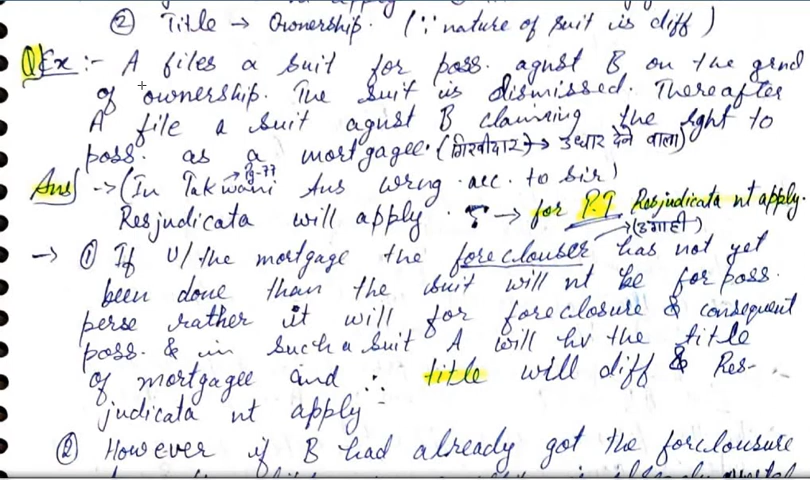 ② Title → Ownership. (∵ nature of suit is diff)
Q Ex :- A files a suit for poss. agnst B on the grnd
of ownership. The suit is dismissed. Thereafter
A file a suit agnst B claiming the rght to
poss. as a mortgagee. (गिरवीदार) → उधार देने वाला)
Ans → (In Takwani Pg-77 Ans wrng acc. to Sir)
Resjudicata will apply. → for P.T Resjudicata nt apply.
→ ① If U/ the mortgage the foreclouser → (उगाही) has not yet
been done than the suit will nt be for poss.
perse rather it will for foreclosure & consequent
poss. & in such a suit A will hv the title
of mortgagee and ∴ title will diff & Res-
judicata nt apply
② However if B had already got the forclousure